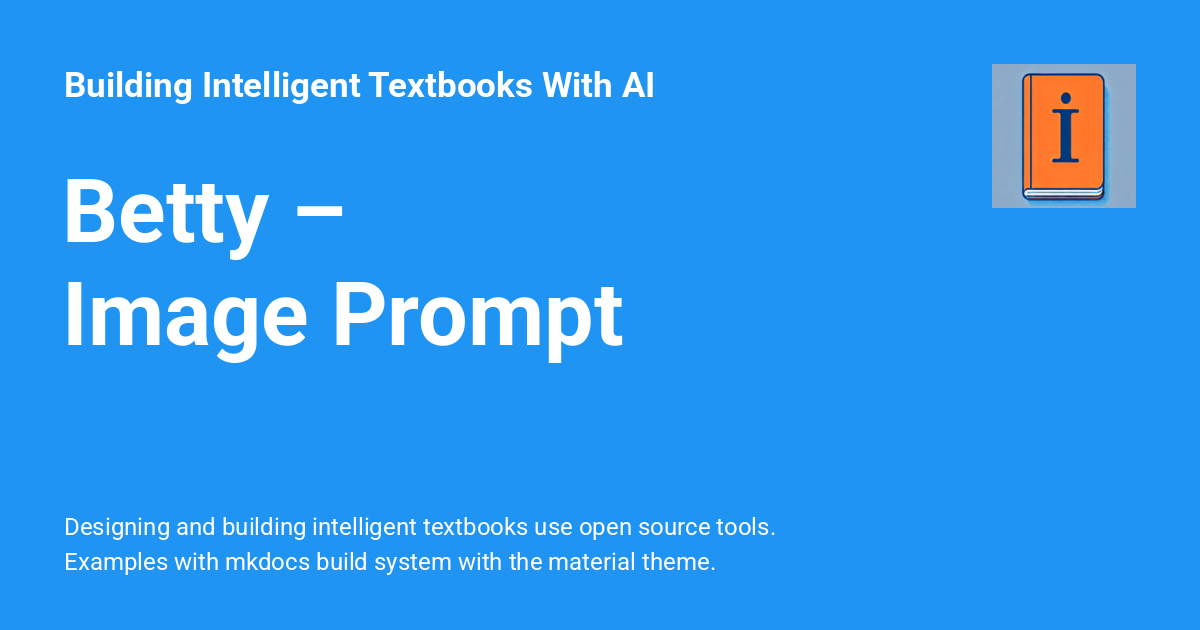 Building Intelligent Textbooks With AI
i
Betty –
Image Prompt
Designing and building intelligent textbooks use open source tools.
Examples with mkdocs build system with the material theme.